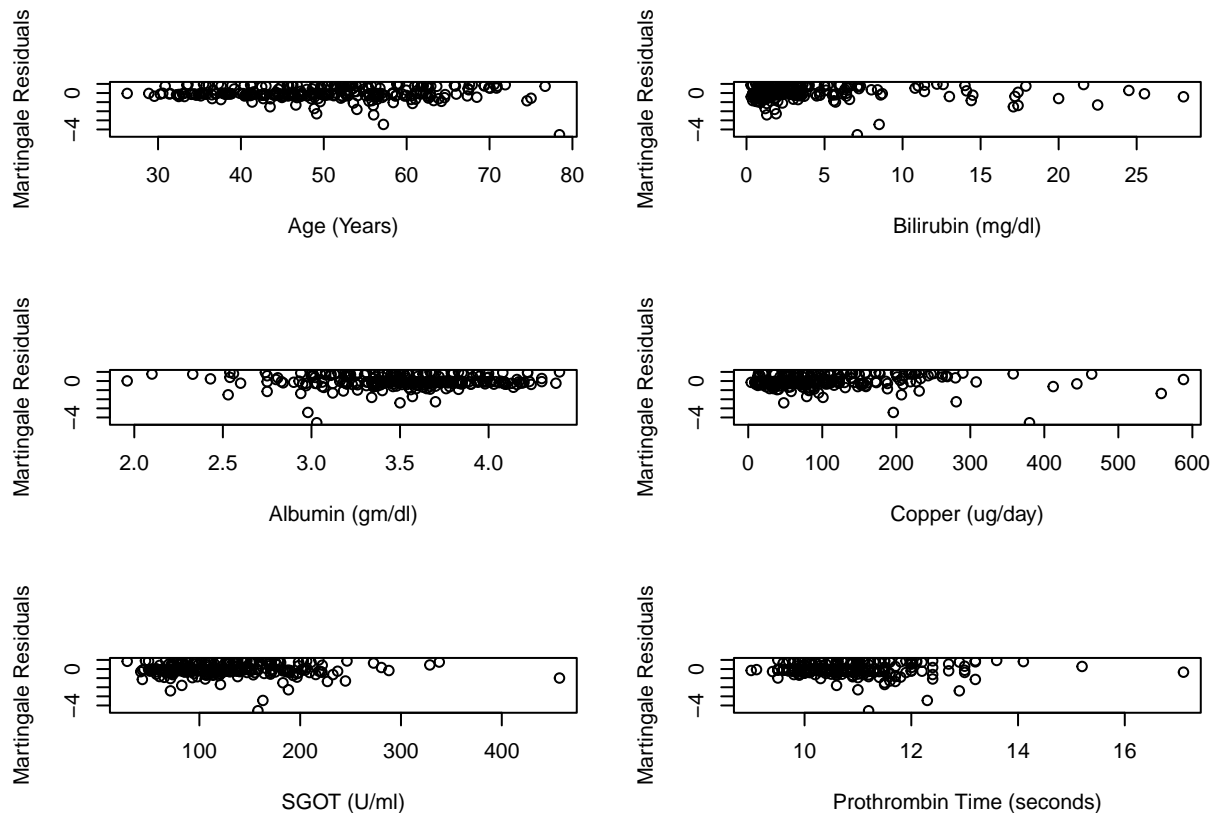 Martingale Residuals
0
−4
30 40 50 60 70 80
Age (Years)
Martingale Residuals
0
−4
0 5 10 15 20 25
Bilirubin (mg/dl)
Martingale Residuals
0
−4
2.0 2.5 3.0 3.5 4.0
Albumin (gm/dl)
Martingale Residuals
0
−4
0 100 200 300 400 500 600
Copper (ug/day)
Martingale Residuals
0
−4
100 200 300 400
SGOT (U/ml)
Martingale Residuals
0
−4
10 12 14 16
Prothrombin Time (seconds)